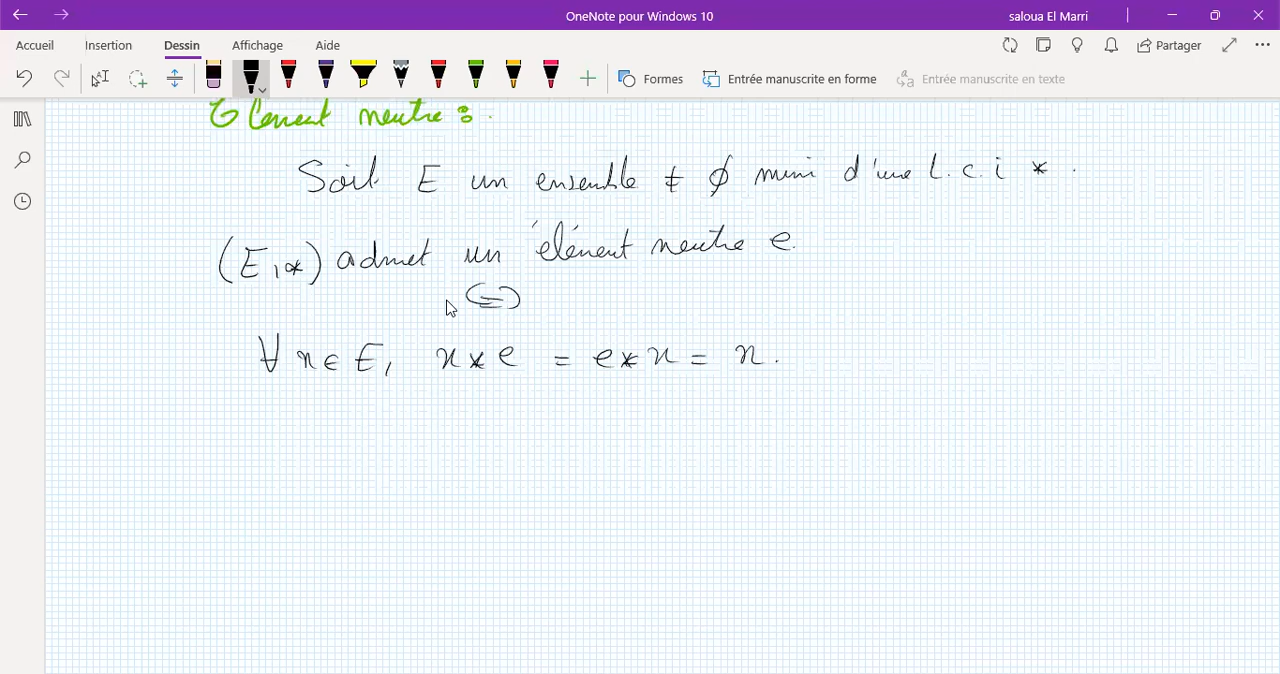 OneNote pour Windows 10
saloua El Marri
Accueil Insertion Dessin Affichage Aide
Partager
Formes Entrée manuscrite en forme Entrée manuscrite en texte
Elément neutre :
Soit E un ensemble ≠ ∅ muni d'une l.c.i * .
(E, *) admet un élément neutre e.
⇔
∀ x ∈ E, x * e = e * x = x.